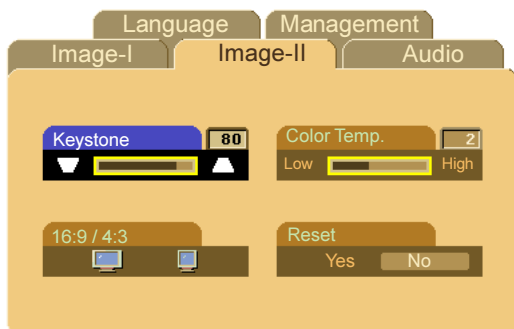 Language Management
Image-I Image-II Audio
Keystone 80
Color Temp. 2
Low High
16:9 / 4:3
Reset
Yes No